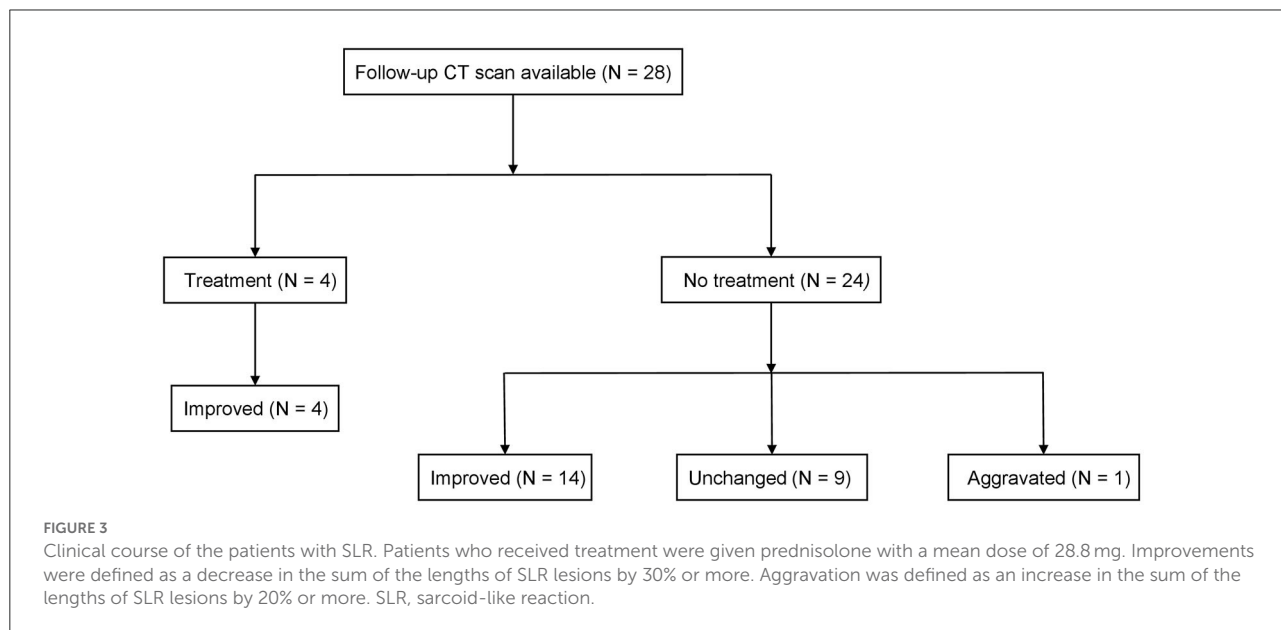 Follow-up CT scan available (N = 28)
Treatment (N = 4)
No treatment (N = 24)
Improved (N = 4)
Improved (N = 14)
Unchanged (N = 9)
Aggravated (N = 1)
FIGURE 3
Clinical course of the patients with SLR. Patients who received treatment were given prednisolone with a mean dose of 28.8 mg. Improvements
were defined as a decrease in the sum of the lengths of SLR lesions by 30% or more. Aggravation was defined as an increase in the sum of the
lengths of SLR lesions by 20% or more. SLR, sarcoid-like reaction.